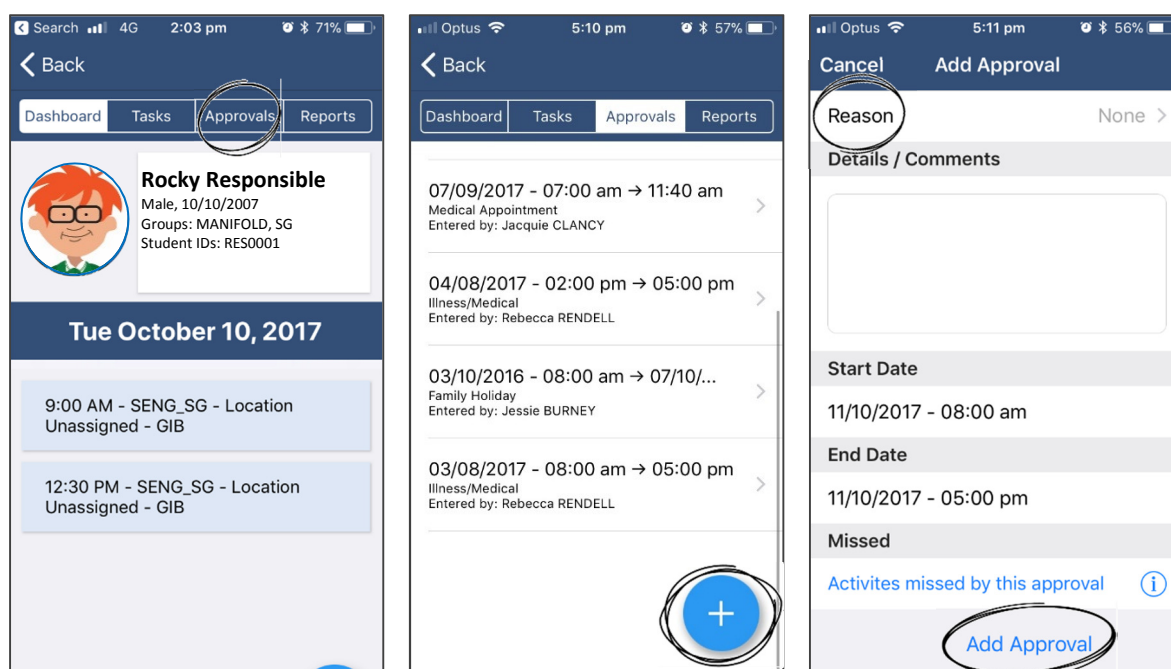 Search 4G 2:03 pm 71%
Back
Dashboard Tasks Approvals Reports
Rocky Responsible
Male, 10/10/2007
Groups: MANIFOLD, SG
Student IDs: RES0001
Tue October 10, 2017
9:00 AM - SENG_SG - Location
Unassigned - GIB
12:30 PM - SENG_SG - Location
Unassigned - GIB
Optus 5:10 pm 57%
Back
Dashboard Tasks Approvals Reports
07/09/2017 - 07:00 am → 11:40 am
Medical Appointment
Entered by: Jacquie CLANCY
04/08/2017 - 02:00 pm → 05:00 pm
Illness/Medical
Entered by: Rebecca RENDELL
03/10/2016 - 08:00 am → 07/10/...
Family Holiday
Entered by: Jessie BURNEY
03/08/2017 - 08:00 am → 05:00 pm
Illness/Medical
Entered by: Rebecca RENDELL
+
Optus 5:11 pm 56%
Cancel Add Approval
Reason None
Details / Comments
Start Date
11/10/2017 - 08:00 am
End Date
11/10/2017 - 05:00 pm
Missed
Activites missed by this approval
Add Approval